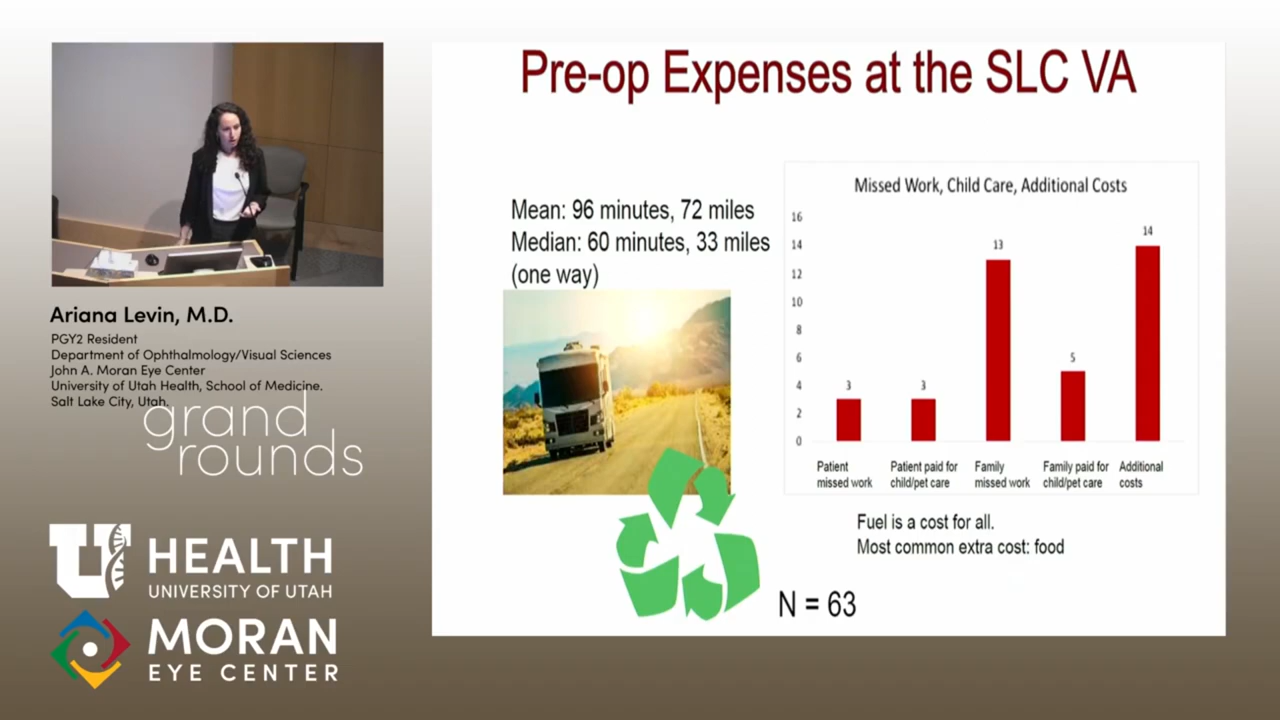 Pre-op Expenses at the SLC VA
Mean: 96 minutes, 72 miles
Median: 60 minutes, 33 miles
(one way)
Missed Work, Child Care, Additional Costs
16
14
12
10
8
6
4
2
0
3
3
13
5
14
Patient
missed work
Patient paid for
child/pet care
Family
missed work
Family paid for
child/pet care
Additional
costs
Fuel is a cost for all.
Most common extra cost: food
N = 63
Ariana Levin, M.D.
PGY2 Resident
Department of Ophthalmology/Visual Sciences
John A. Moran Eye Center
University of Utah Health, School of Medicine.
Salt Lake City, Utah.
grand
rounds
U
HEALTH
UNIVERSITY OF UTAH
MORAN
EYE CENTER